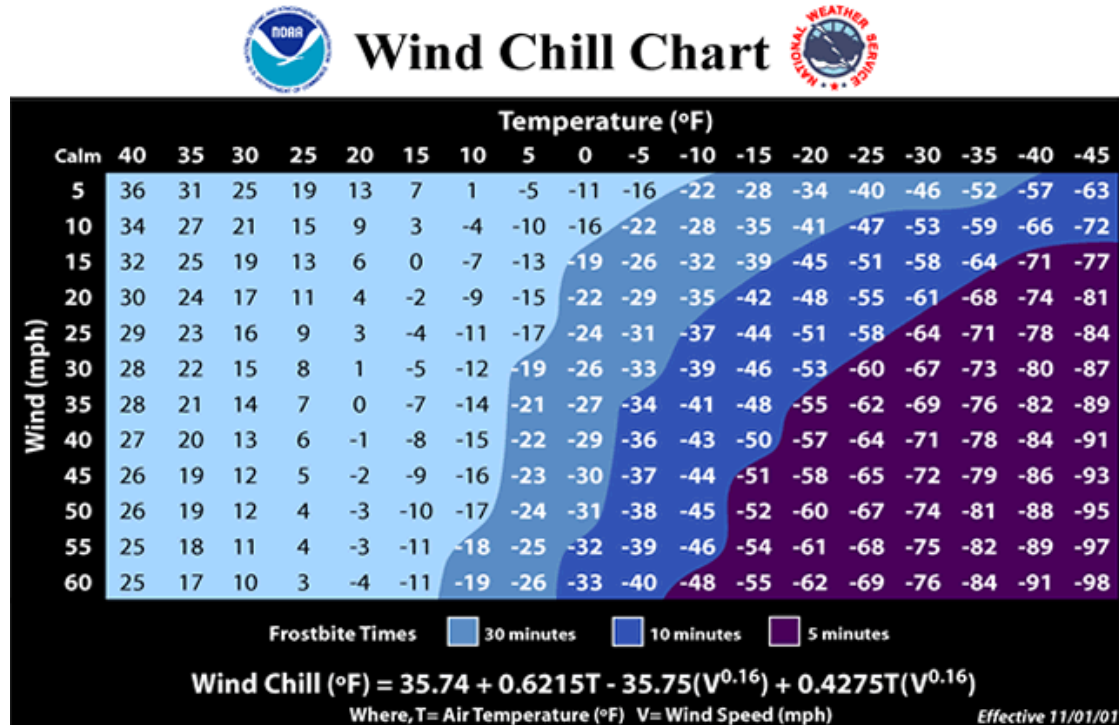 NOAA
NATIONAL OCEANIC AND ATMOSPHERIC ADMINISTRATION
U.S. DEPARTMENT OF COMMERCE
Wind Chill Chart
NATIONAL WEATHER SERVICE
Temperature (ºF)
Calm 40 35 30 25 20 15 10 5 0 -5 -10 -15 -20 -25 -30 -35 -40 -45
Wind (mph)
5 36 31 25 19 13 7 1 -5 -11 -16 -22 -28 -34 -40 -46 -52 -57 -63
10 34 27 21 15 9 3 -4 -10 -16 -22 -28 -35 -41 -47 -53 -59 -66 -72
15 32 25 19 13 6 0 -7 -13 -19 -26 -32 -39 -45 -51 -58 -64 -71 -77
20 30 24 17 11 4 -2 -9 -15 -22 -29 -35 -42 -48 -55 -61 -68 -74 -81
25 29 23 16 9 3 -4 -11 -17 -24 -31 -37 -44 -51 -58 -64 -71 -78 -84
30 28 22 15 8 1 -5 -12 -19 -26 -33 -39 -46 -53 -60 -67 -73 -80 -87
35 28 21 14 7 0 -7 -14 -21 -27 -34 -41 -48 -55 -62 -69 -76 -82 -89
40 27 20 13 6 -1 -8 -15 -22 -29 -36 -43 -50 -57 -64 -71 -78 -84 -91
45 26 19 12 5 -2 -9 -16 -23 -30 -37 -44 -51 -58 -65 -72 -79 -86 -93
50 26 19 12 4 -3 -10 -17 -24 -31 -38 -45 -52 -60 -67 -74 -81 -88 -95
55 25 18 11 4 -3 -11 -18 -25 -32 -39 -46 -54 -61 -68 -75 -82 -89 -97
60 25 17 10 3 -4 -11 -19 -26 -33 -40 -48 -55 -62 -69 -76 -84 -91 -98
Frostbite Times 30 minutes 10 minutes 5 minutes
Wind Chill (ºF) = 35.74 + 0.6215T - 35.75(V^0.16) + 0.4275T(V^0.16)
Where, T= Air Temperature (ºF) V= Wind Speed (mph)
Effective 11/01/01